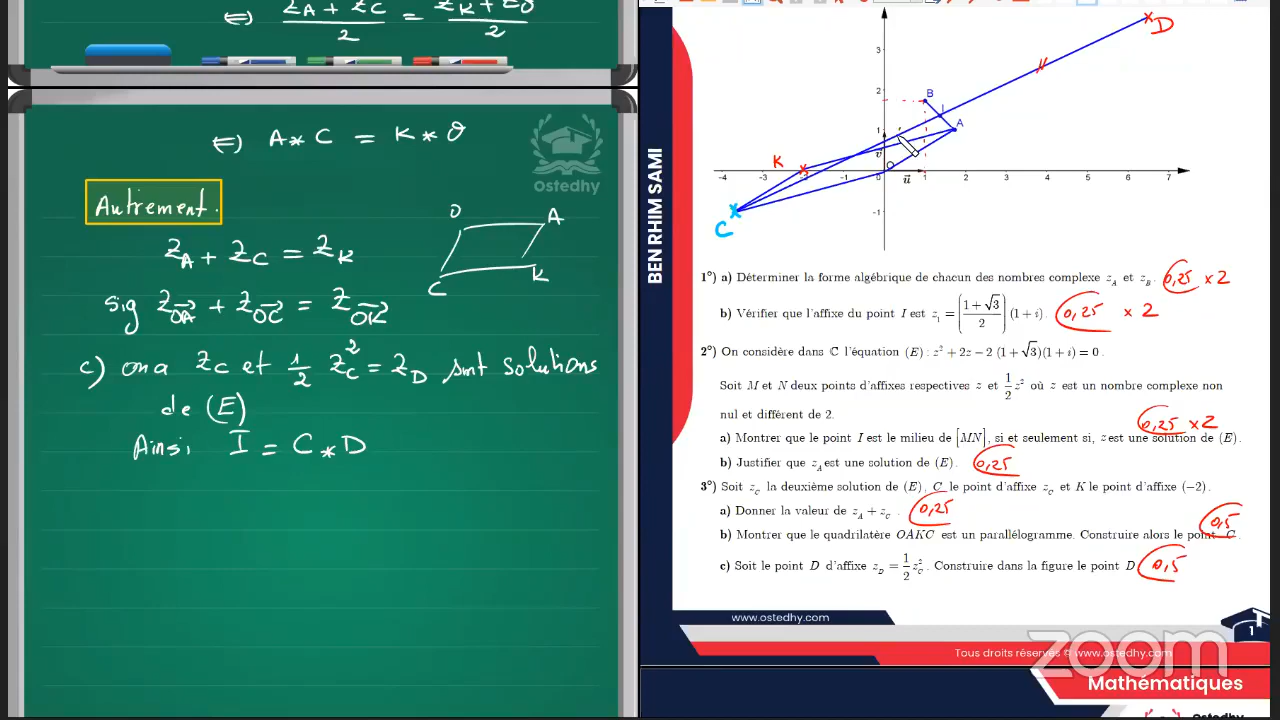 ⇔ (z_A + z_C)/2 = (z_K + z_O)/2
⇔ A * C = K * O
Ostedhy
Autrement.
z_A + z_C = z_K
O A
C K
sig z_OA + z_OC = z_OK
c) on a z_C et 1/2 z_C² = z_D sont solutions
de (E)
Ainsi I = C * D
BEN RHIM SAMI
D
3
2
B
I
1
A
K
v
O
-4 -3 -2 -1 0 u 1 2 3 4 5 6 7
-1
C
1°) a) Déterminer la forme algébrique de chacun des nombres complexe z_A et z_B. 0,25 × 2
b) Vérifier que l'affixe du point I est z_I = ((1+√3)/2)(1+i). 0,25 × 2
2°) On considère dans ℂ l'équation (E) : z² + 2z − 2 (1+√3)(1+i) = 0.
Soit M et N deux points d'affixes respectives z et 1/2 z² où z est un nombre complexe non
nul et différent de 2.
0,25 × 2
a) Montrer que le point I est le milieu de [MN], si et seulement si, z est une solution de (E).
b) Justifier que z_A est une solution de (E). 0,25
3°) Soit z_C la deuxième solution de (E), C le point d'affixe z_C et K le point d'affixe (−2).
a) Donner la valeur de z_A + z_C. 0,25
0,5
b) Montrer que le quadrilatère OAKC est un parallélogramme. Construire alors le point C.
c) Soit le point D d'affixe z_D = 1/2 z_C². Construire dans la figure le point D 0,5
www.ostedhy.com
1
Tous droits réservés © www.ostedhy.com
zoom
Mathématiques
Ostedhy